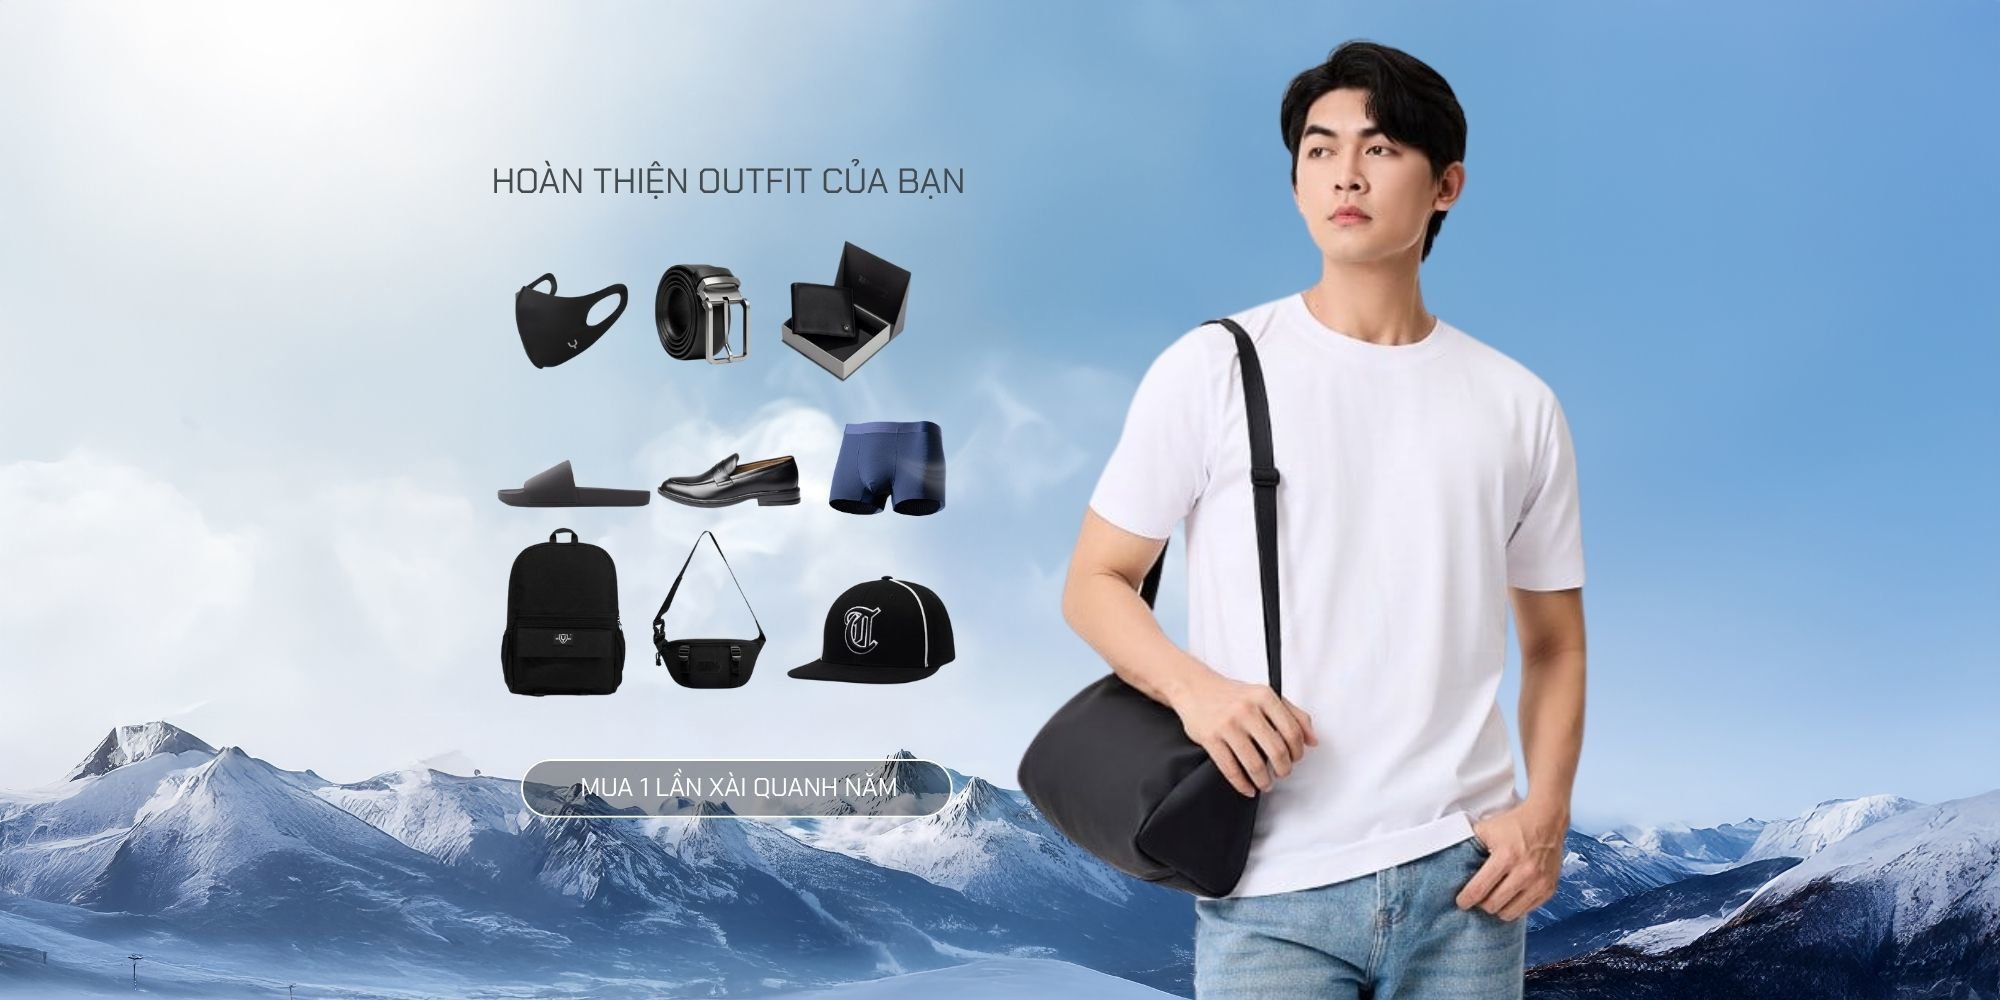 HOÀN THIỆN OUTFIT CỦA BẠN
MUA 1 LẦN XÀI QUANH NĂM